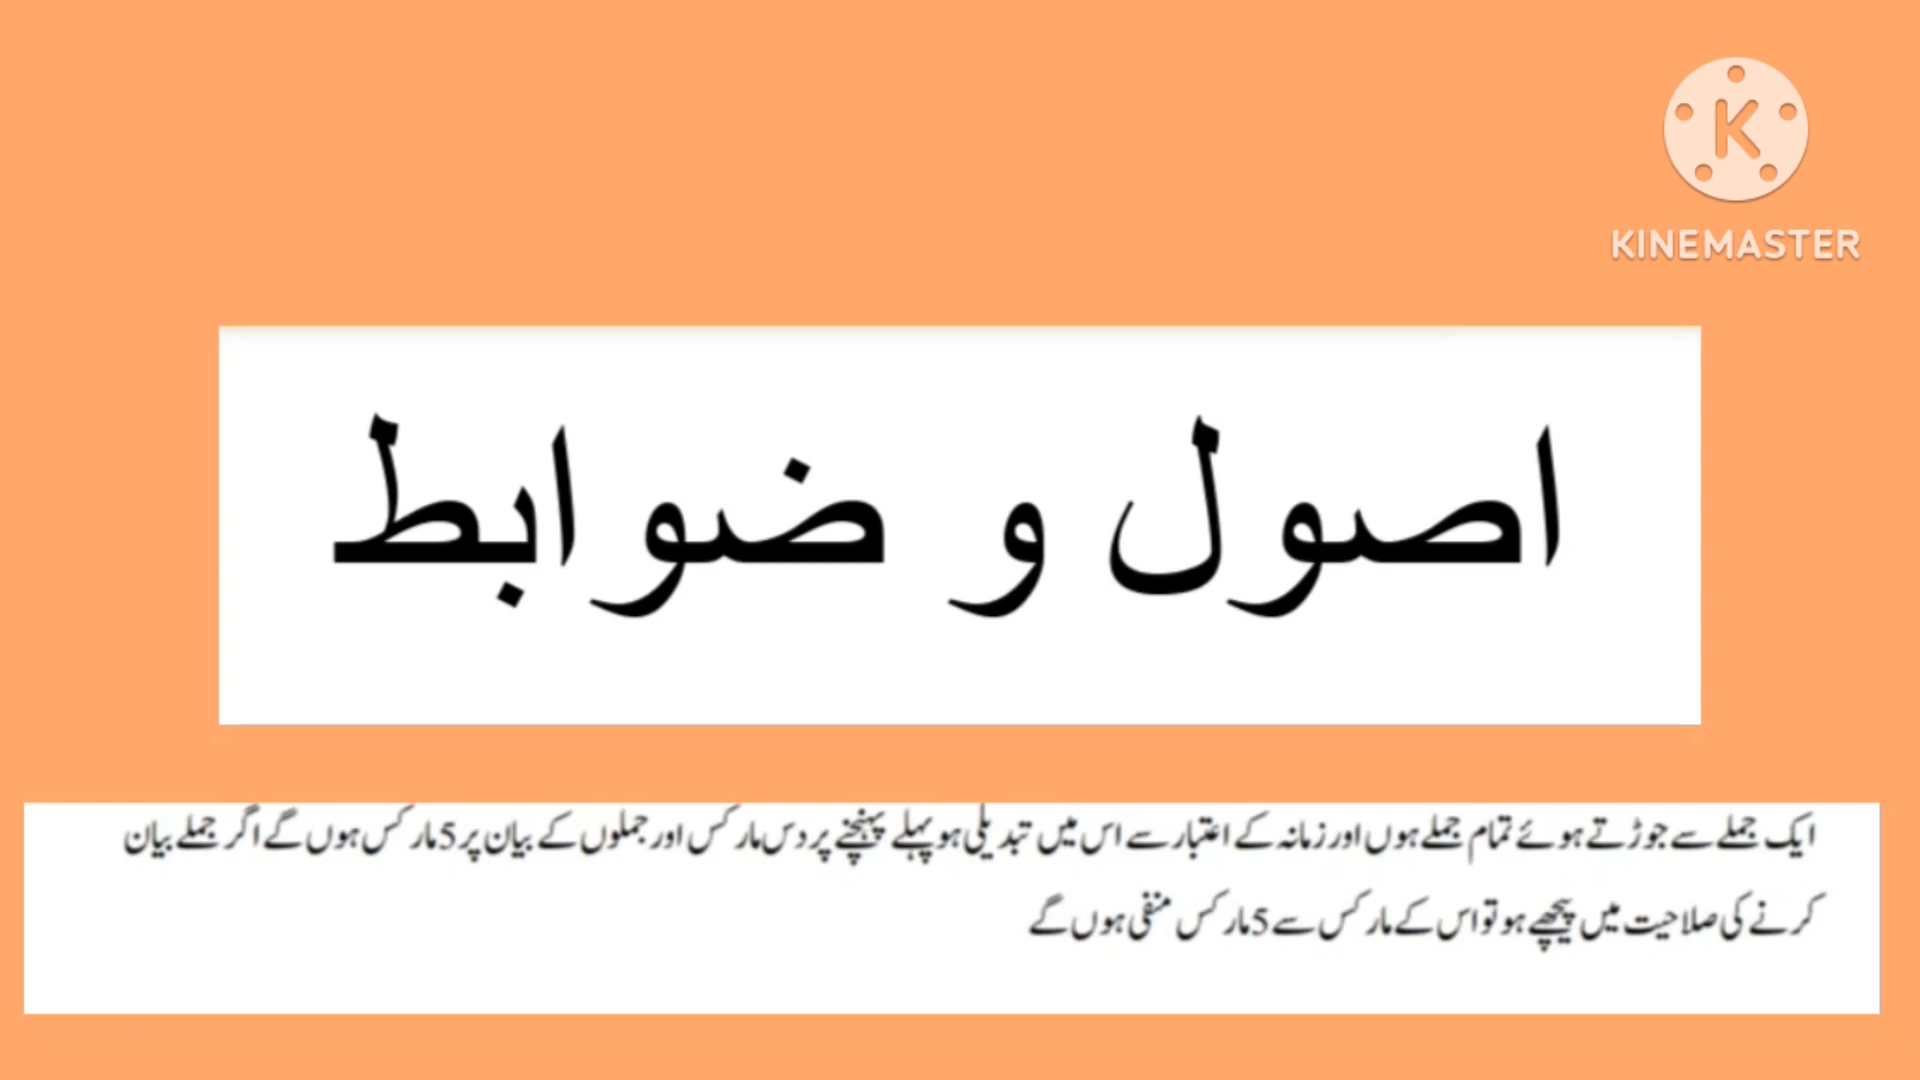 KINEMASTER
اصول و ضوابط
ایک جملے سے جوڑتے ہوئے تمام جملے ہوں اور زمانہ کے اعتبار سے اس میں تبدیلی ہو پہلے پہنچنے پر دس مارکس اور جملوں کے بیان پر 5 مارکس ہوں گے اگر جملے بیان
کرنے کی صلاحیت میں پیچھے ہو تو اس کے مارکس سے 5 مارکس منفی ہوں گے